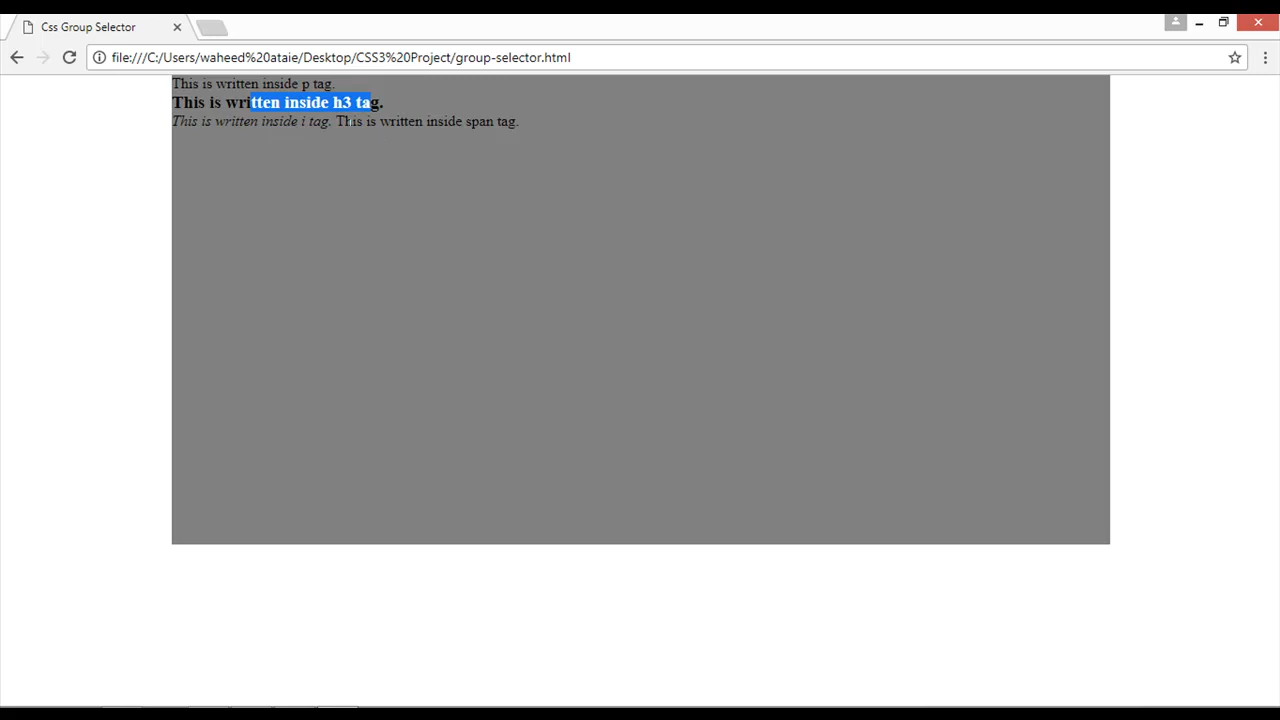 Css Group Selector
file:///C:/Users/waheed%20ataie/Desktop/CSS3%20Project/group-selector.html
This is written inside p tag.
This is written inside h3 tag.
This is written inside i tag. This is written inside span tag.